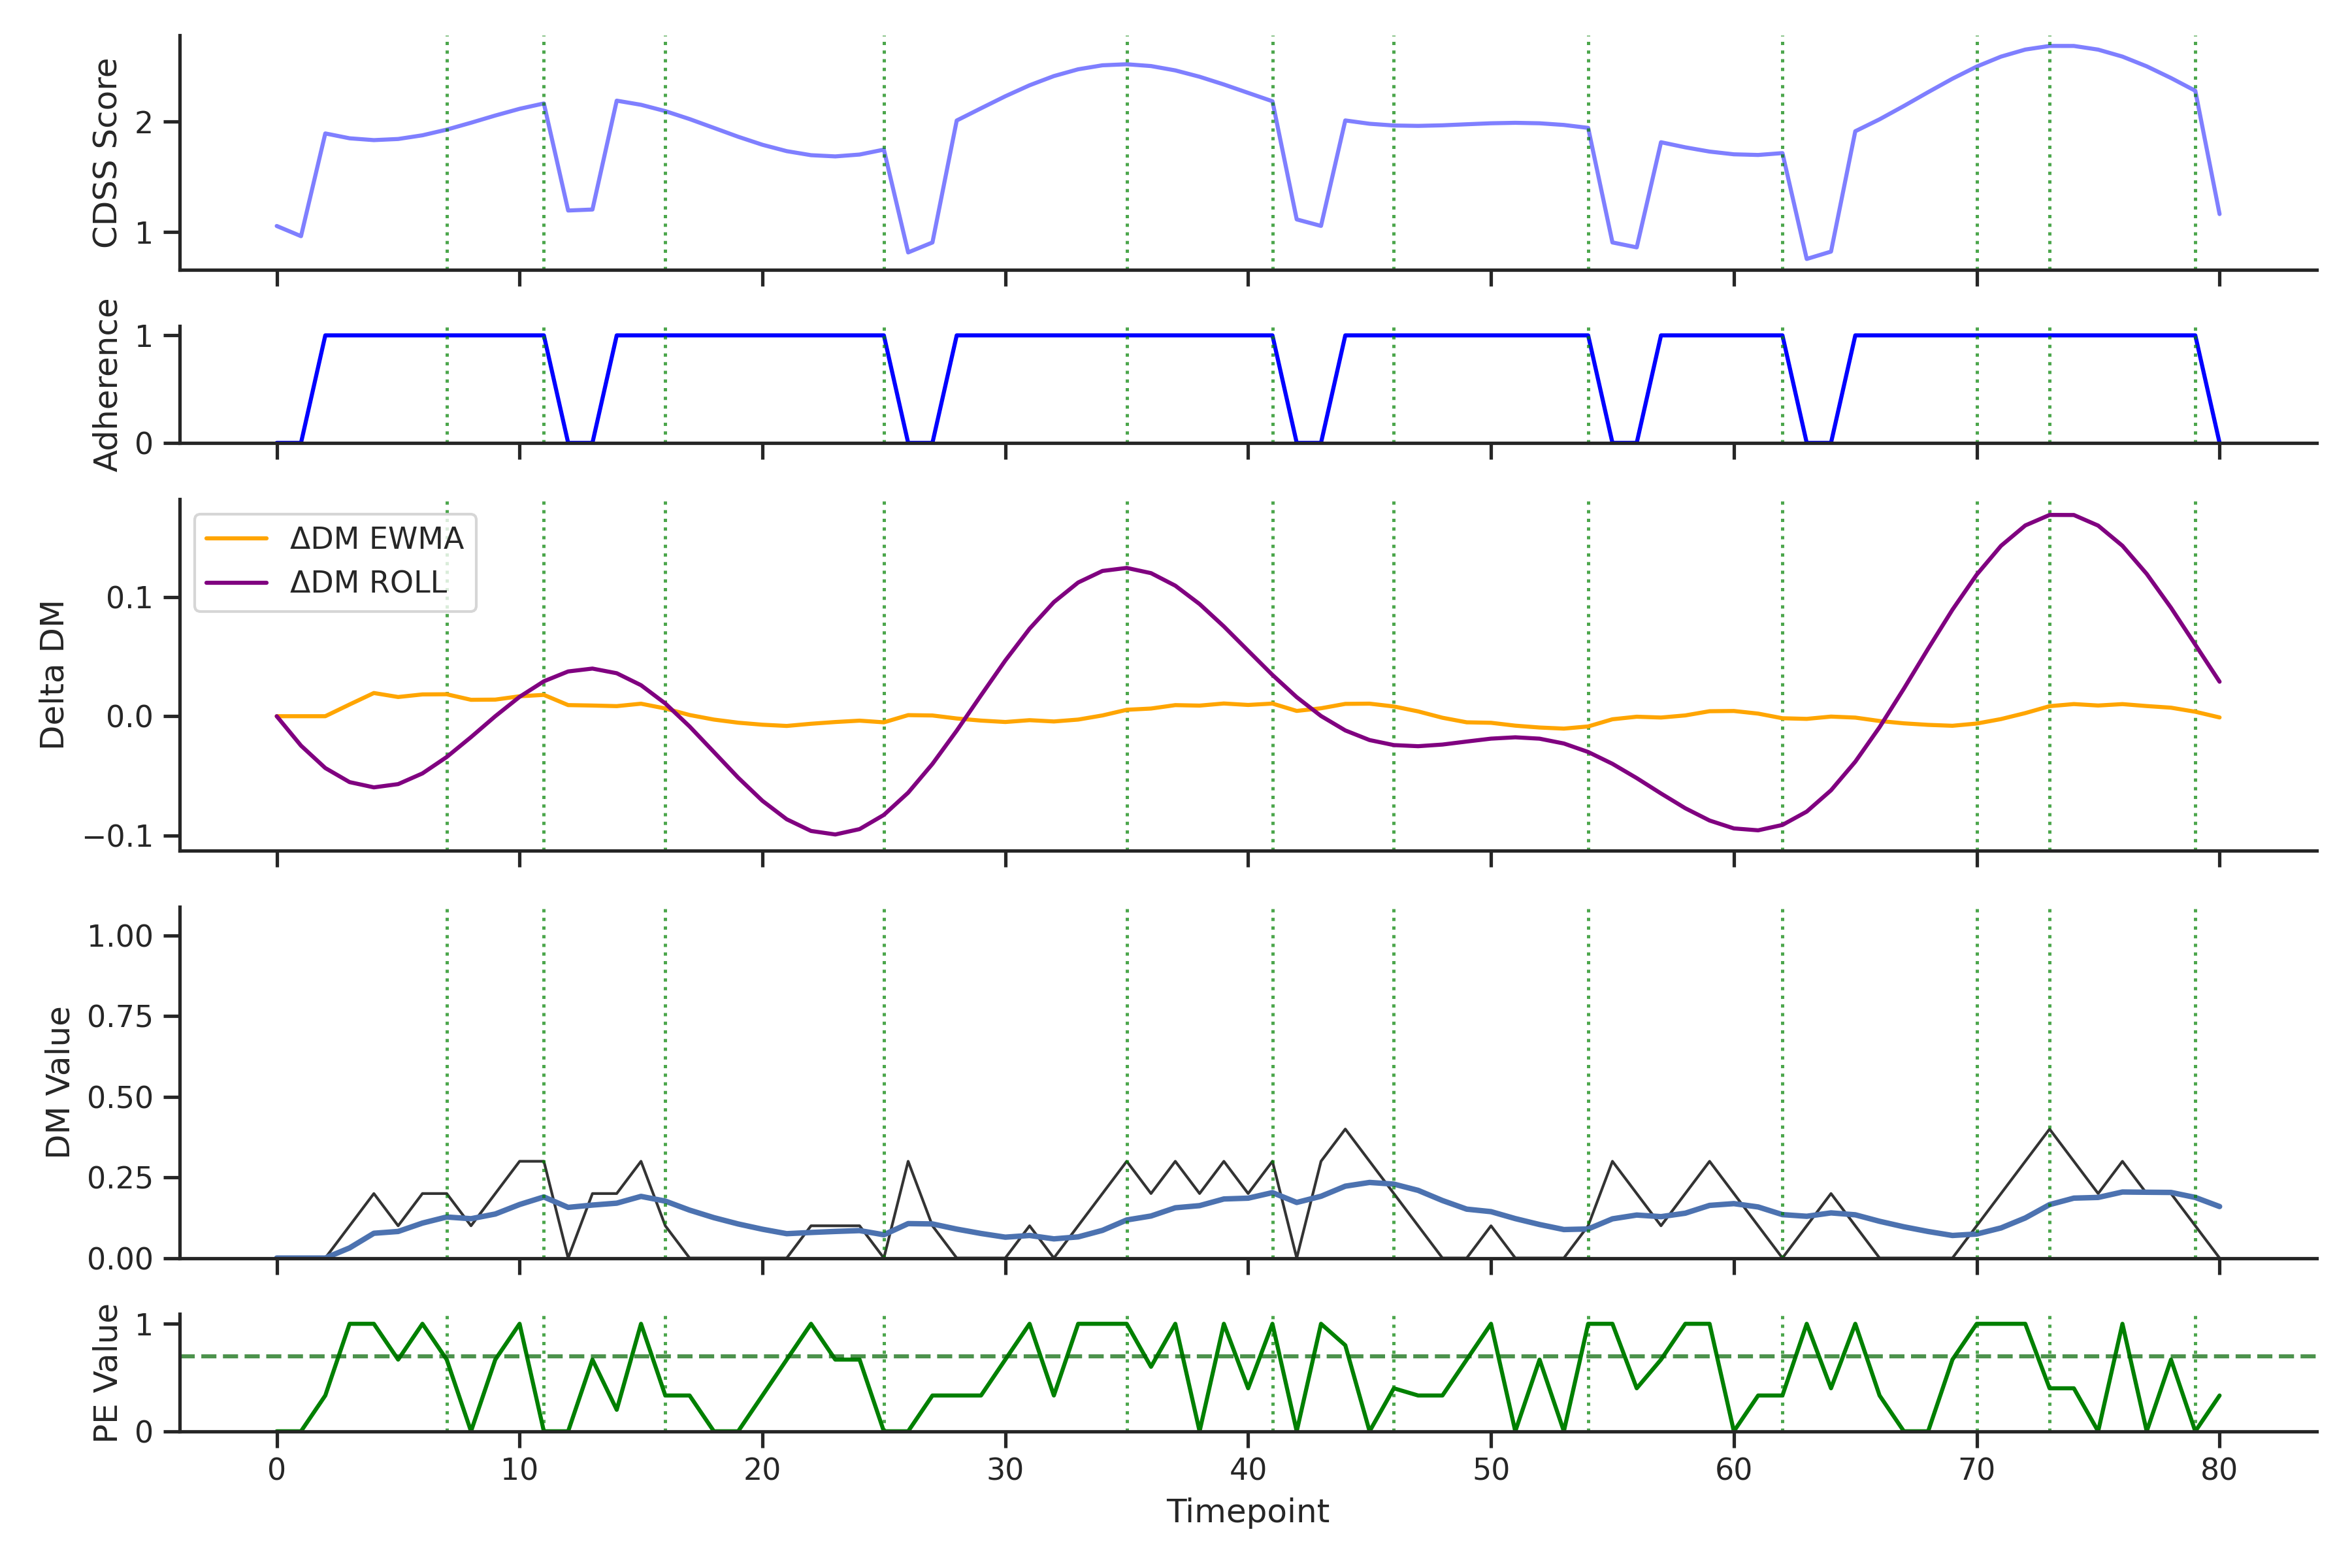 CDSS Score
2
1
Adherence
1
0
Delta DM
ΔDM EWMA
ΔDM ROLL
0.1
0.0
−0.1
DM Value
1.00
0.75
0.50
0.25
0.00
PE Value
1
0
0 10 20 30 40 50 60 70 80
Timepoint